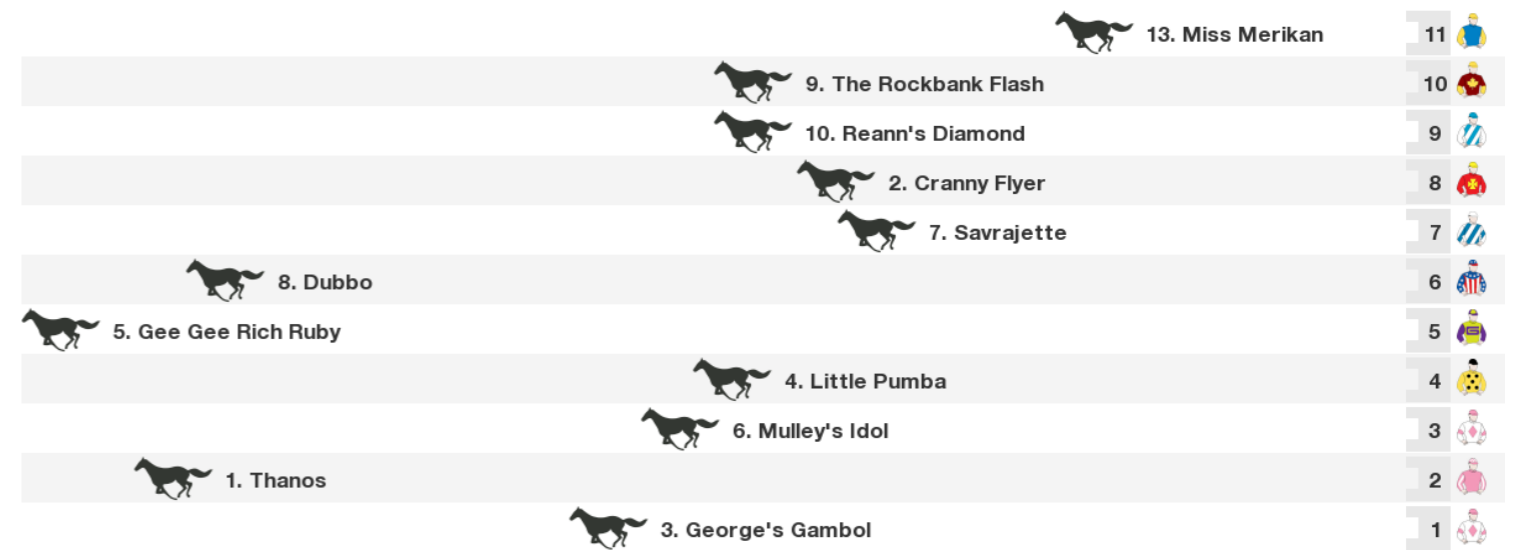 13. Miss Merikan 11
9. The Rockbank Flash 10
10. Reann's Diamond 9
2. Cranny Flyer 8
7. Savrajette 7
8. Dubbo 6
5. Gee Gee Rich Ruby 5 G
4. Little Pumba 4
6. Mulley's Idol 3
1. Thanos 2
3. George's Gambol 1